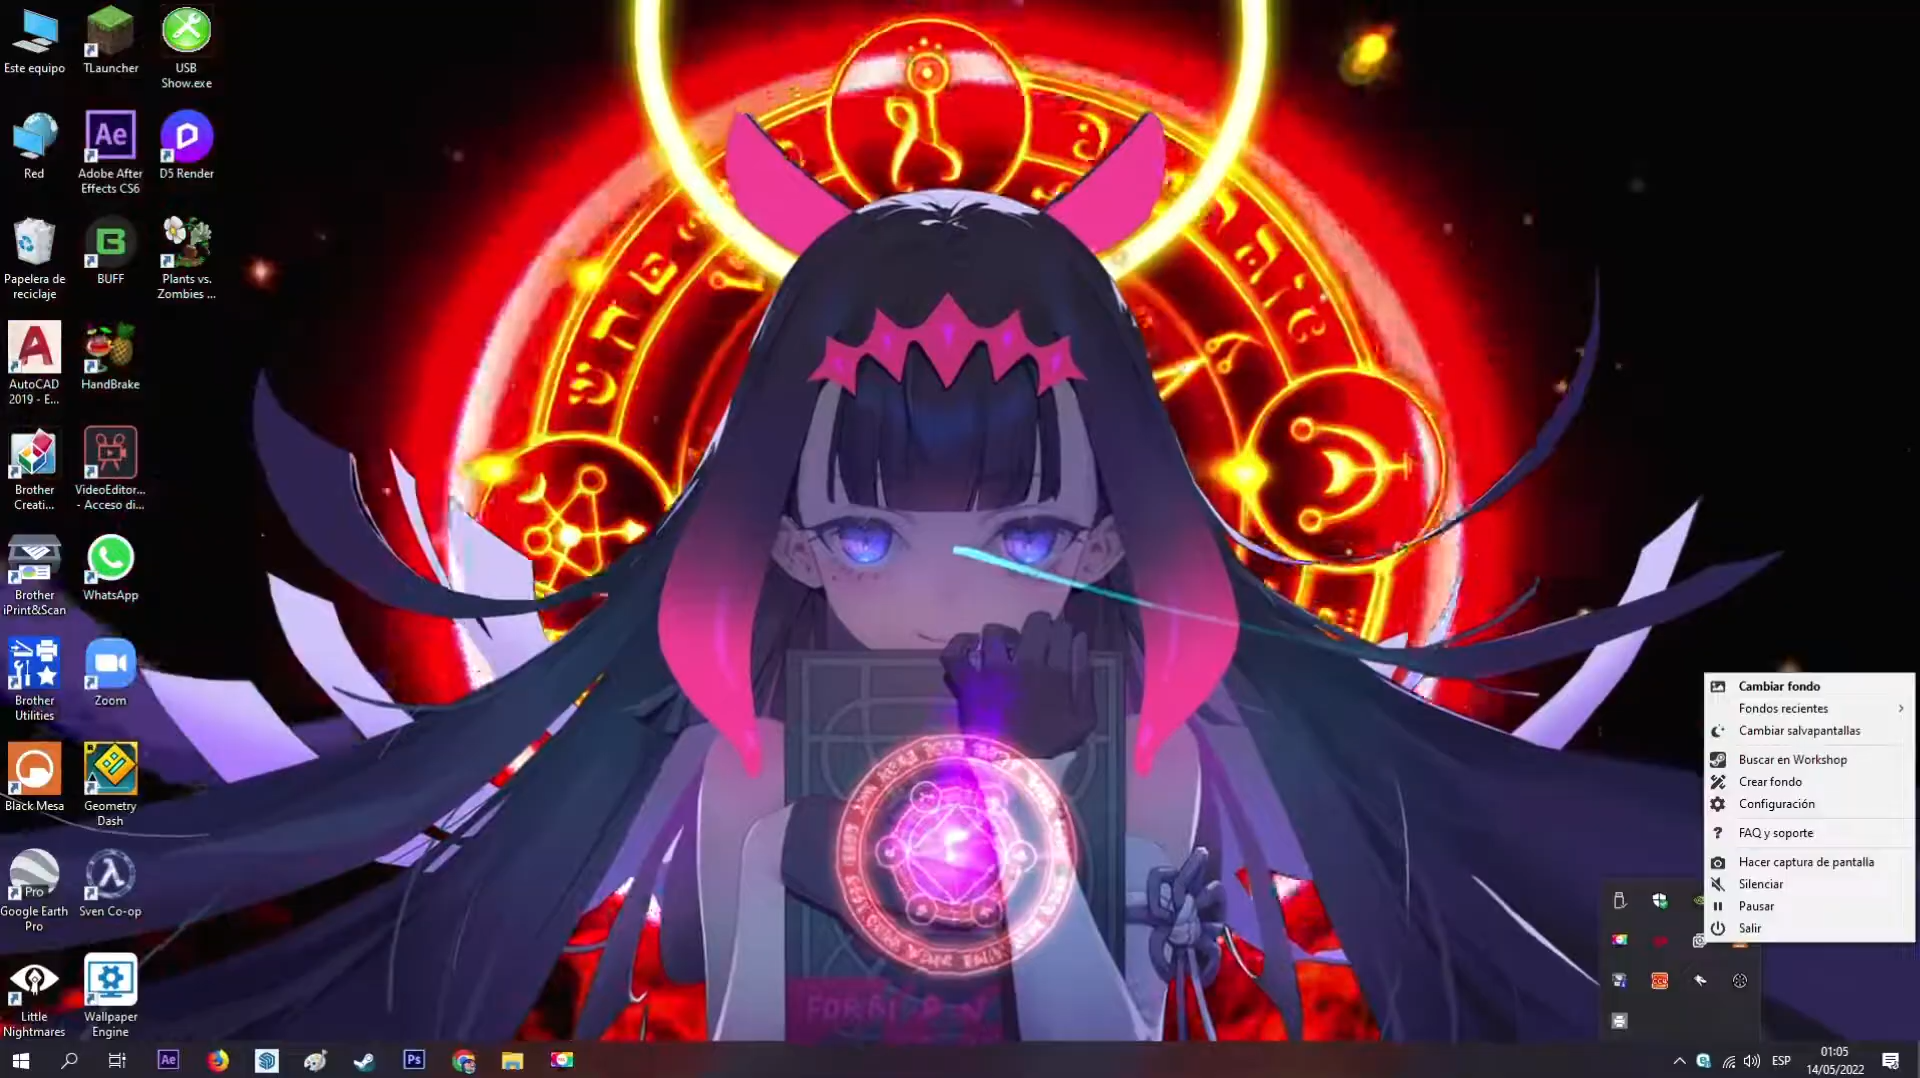 Este equipo
TLauncher
USB
Show.exe
Red
Adobe After
Effects CS6
D5 Render
Papelera de
reciclaje
BUFF
Plants vs.
Zombies ...
AutoCAD
2019 - E...
HandBrake
Brother
Creati...
VideoEditor...
- Acceso di...
Brother
iPrint&Scan
WhatsApp
Brother
Utilities
Zoom
Black Mesa
Geometry
Dash
Google Earth
Pro
Sven Co-op
Little
Nightmares
Wallpaper
Engine
Cambiar fondo
Fondos recientes
Cambiar salvapantallas
Buscar en Workshop
Crear fondo
Configuración
FAQ y soporte
Hacer captura de pantalla
Silenciar
Pausar
Salir
Ae
Pro
Ae
Ps
ESP
01:05
14/05/2022